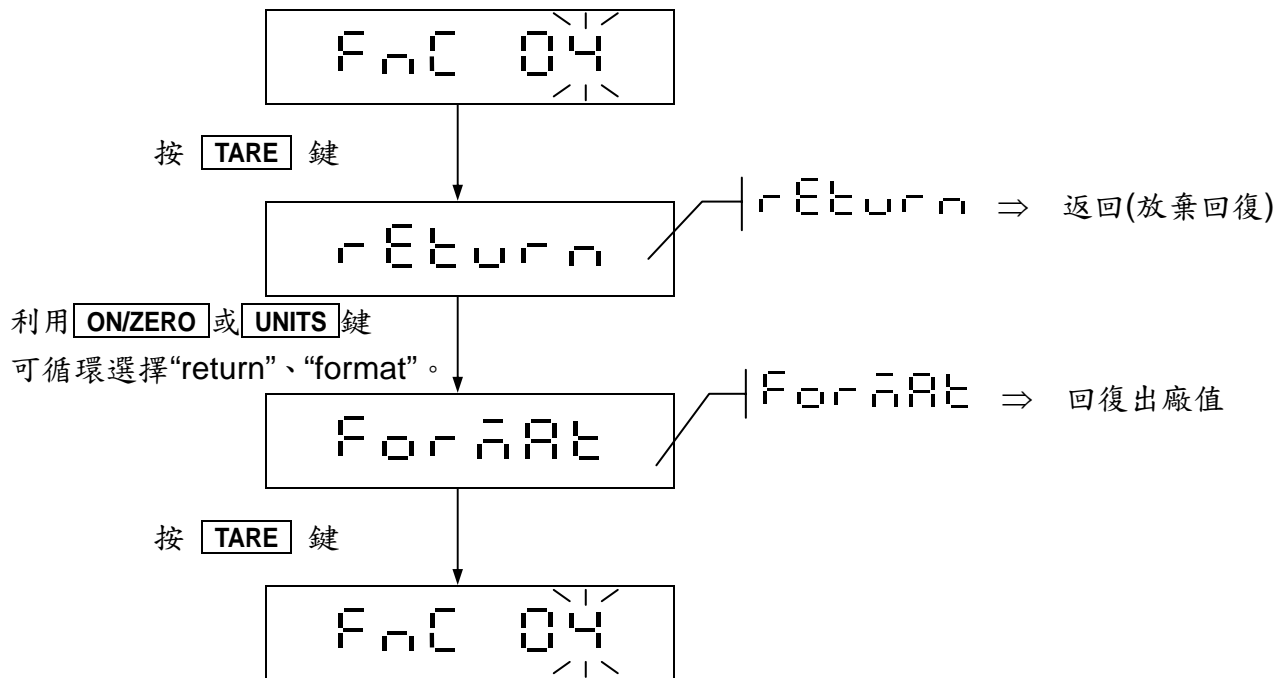 FnC 04
按 TARE 鍵
rEturn
rEturn ⇒ 返回(放棄回復)
利用 ON/ZERO 或 UNITS 鍵
可循環選擇“return”、“format”。
FormAt
FormAt ⇒ 回復出廠值
按 TARE 鍵
FnC 04